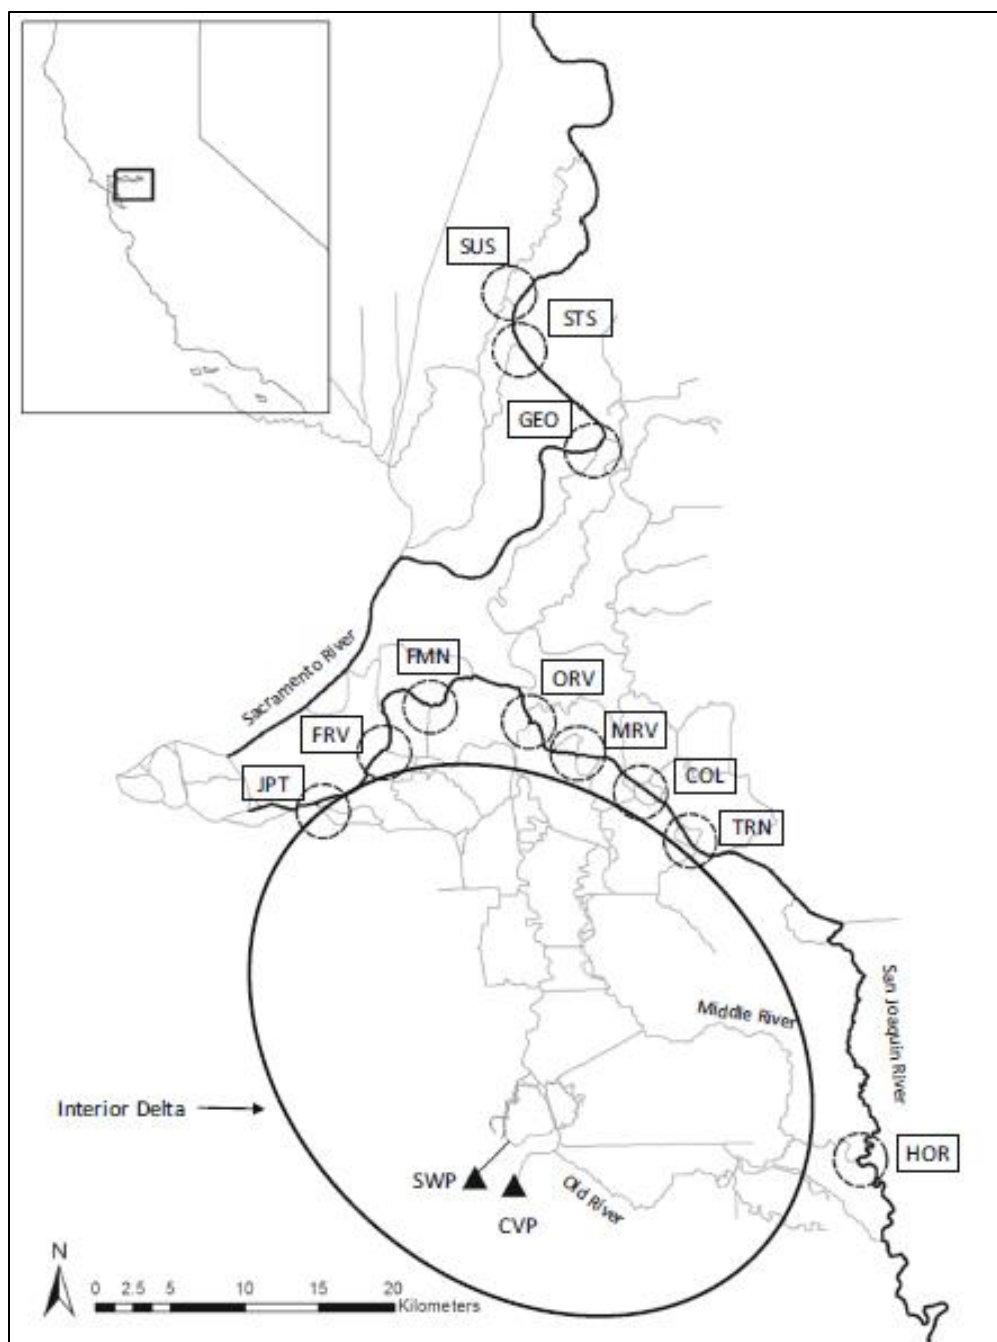 SUS
STS
GEO
Sacramento River
FMN
ORV
FRV
MRV
JPT
COL
TRN
San Joaquin River
Middle River
Interior Delta
HOR
SWP
Old River
CVP
N
0 2.5 5 10 15 20
Kilometers